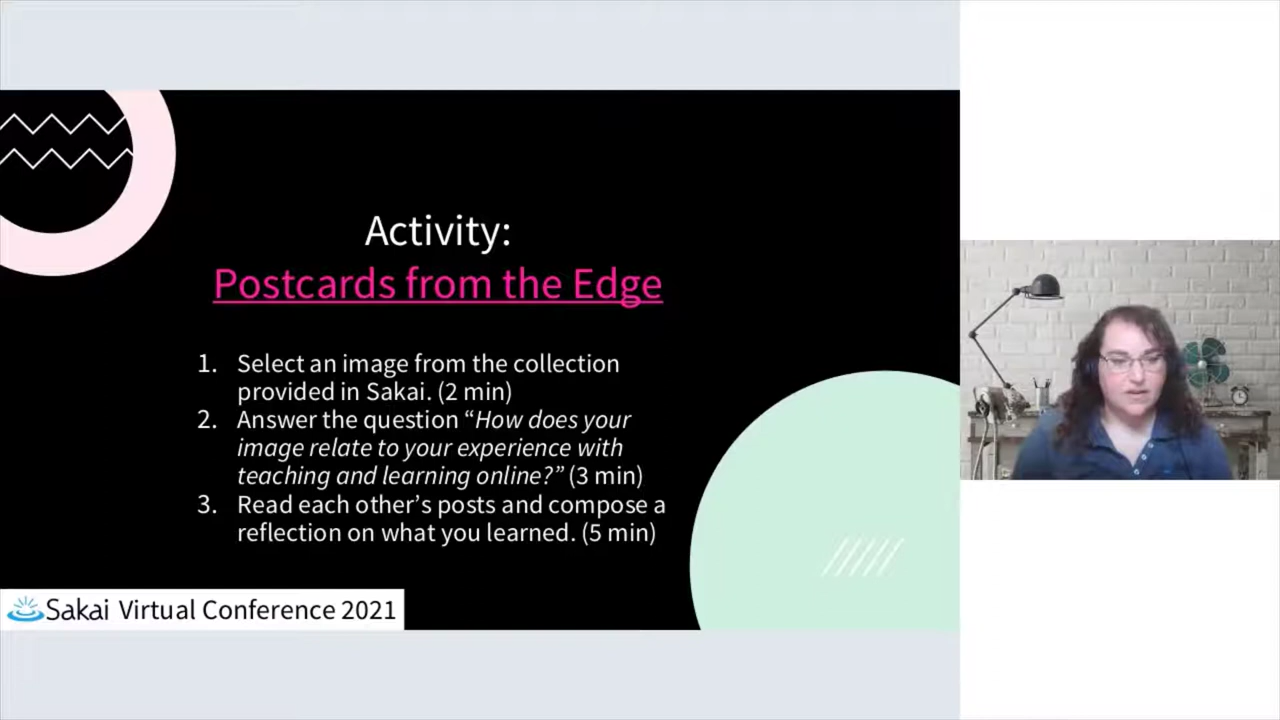 Activity:
Postcards from the Edge
1. Select an image from the collection
provided in Sakai. (2 min)
2. Answer the question “How does your
image relate to your experience with
teaching and learning online?” (3 min)
3. Read each other’s posts and compose a
reflection on what you learned. (5 min)
Sakai Virtual Conference 2021